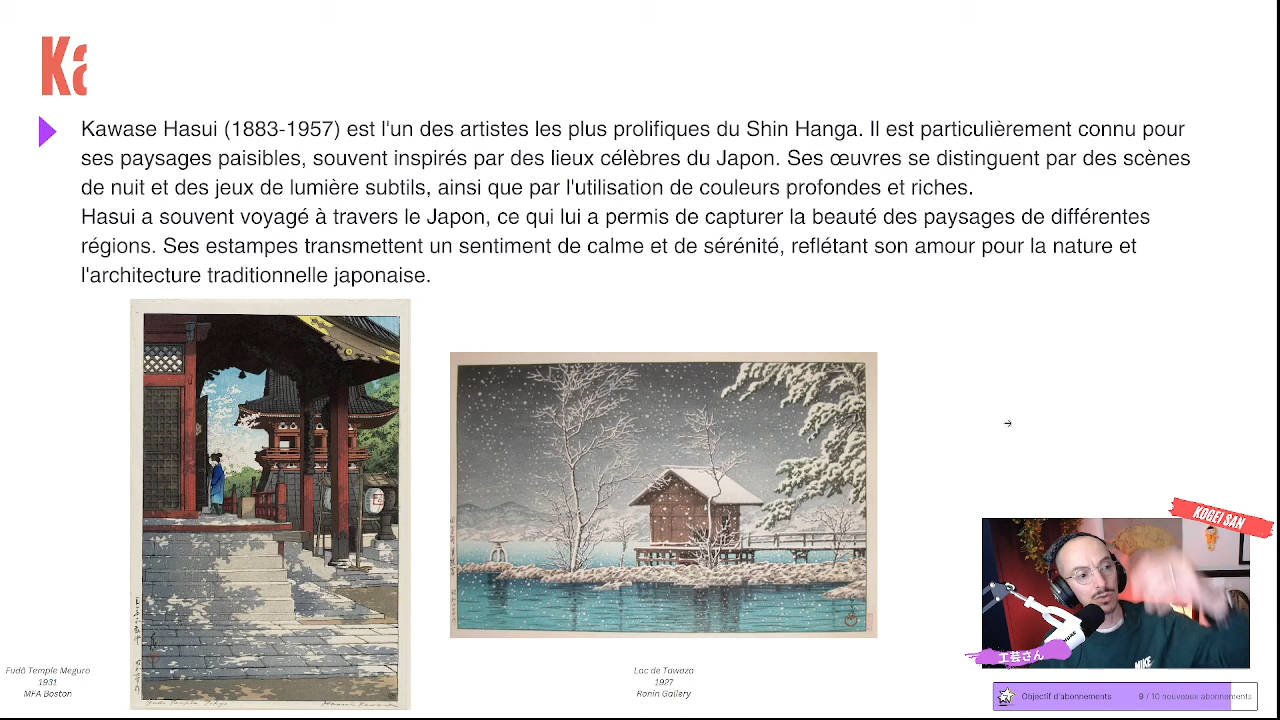 Ka
Kawase Hasui (1883-1957) est l'un des artistes les plus prolifiques du Shin Hanga. Il est particulièrement connu pour
ses paysages paisibles, souvent inspirés par des lieux célèbres du Japon. Ses œuvres se distinguent par des scènes
de nuit et des jeux de lumière subtils, ainsi que par l'utilisation de couleurs profondes et riches.
Hasui a souvent voyagé à travers le Japon, ce qui lui a permis de capturer la beauté des paysages de différentes
régions. Ses estampes transmettent un sentiment de calme et de sérénité, reflétant son amour pour la nature et
l'architecture traditionnelle japonaise.
Fudō Temple Meguro
1931
MFA Boston
Lac de Tawazo
1927
Ronin Gallery
KOGEI SAN
工芸さん
NIKE
Objectif d'abonnements 9 / 10 nouveaux abonnements